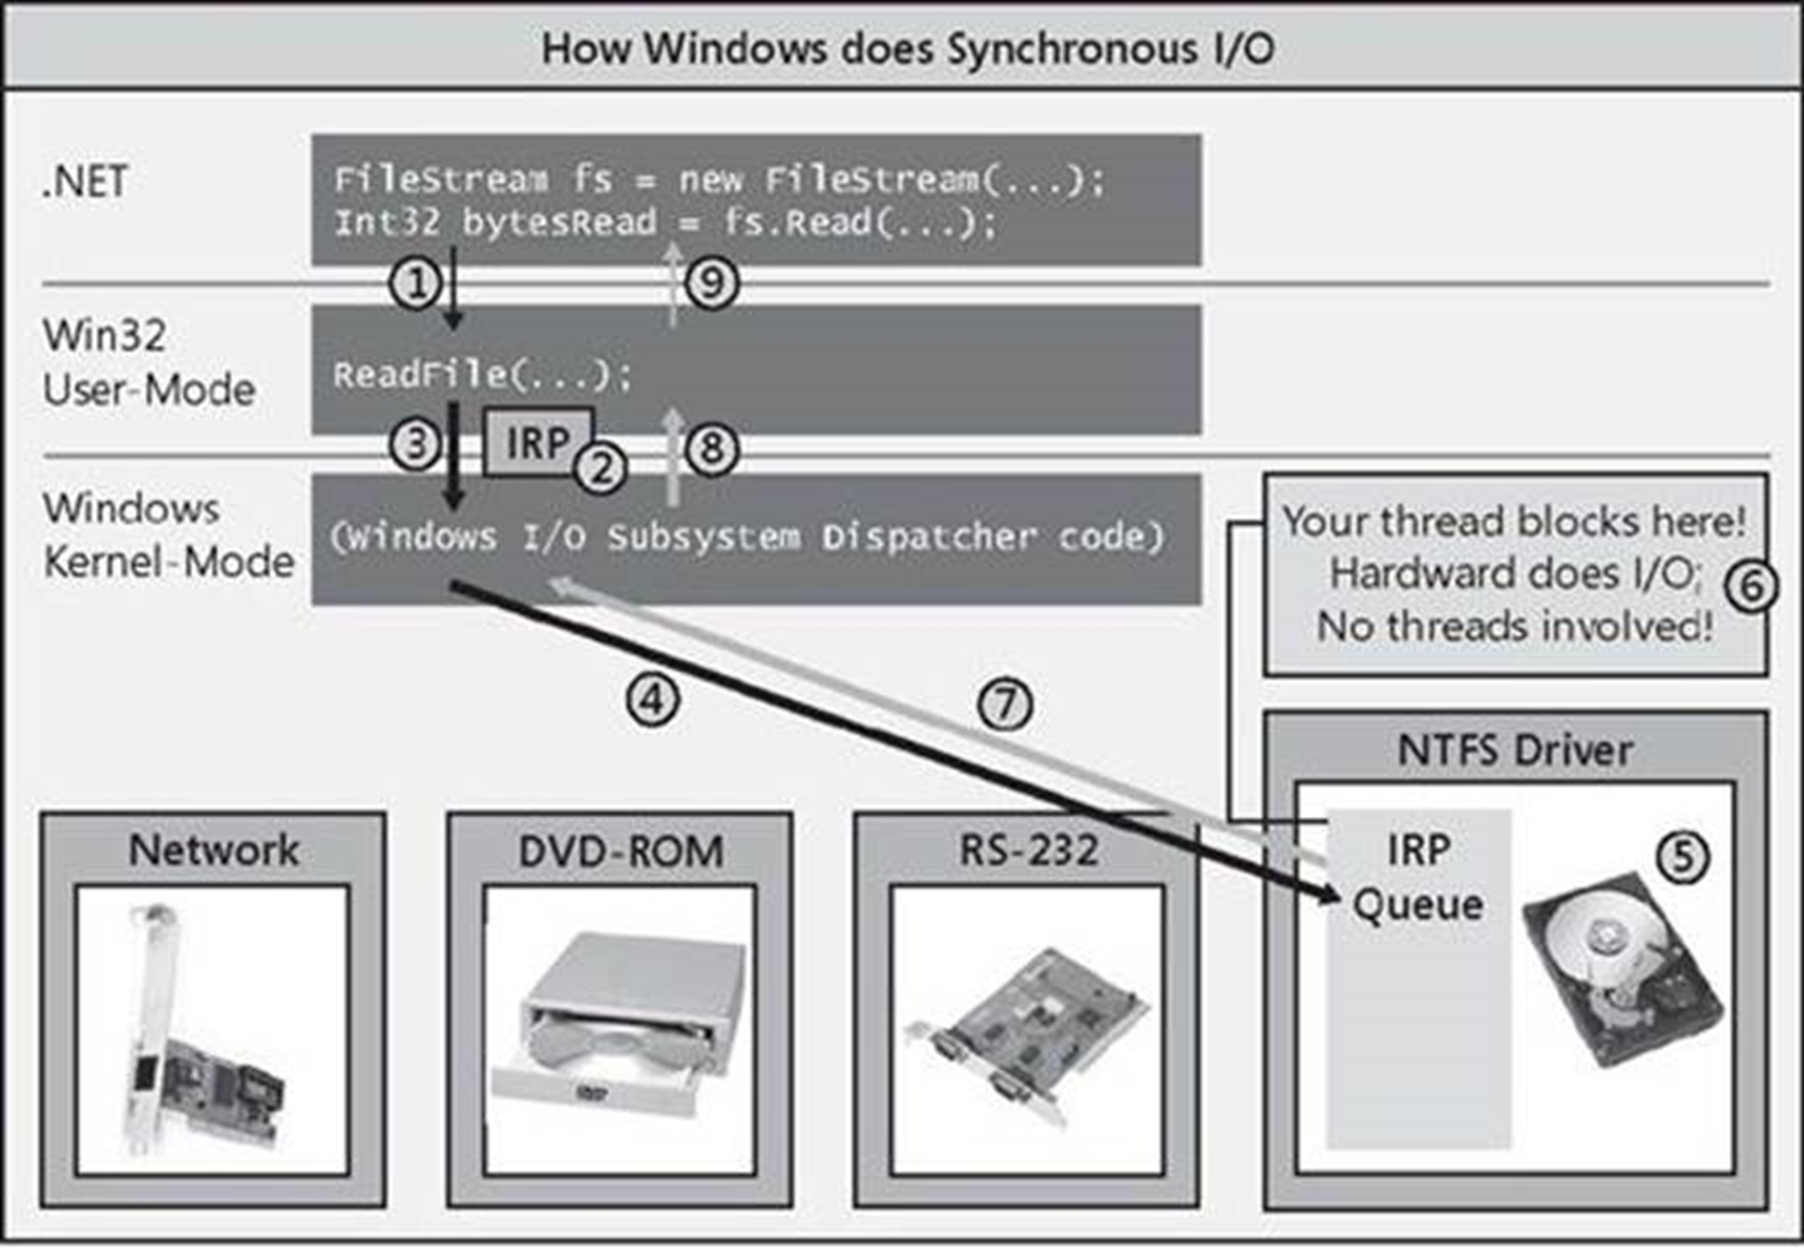 How Windows does Synchronous I/O
.NET
FileStream fs = new FileStream(...);
Int32 bytesRead = fs.Read(...);
1
9
Win32
User-Mode
ReadFile(...);
3
IRP
2
8
Windows
Kernel-Mode
(Windows I/O Subsystem Dispatcher code)
Your thread blocks here!
Hardward does I/O;
No threads involved!
6
4
7
NTFS Driver
IRP
Queue
5
Network
DVD-ROM
RS-232